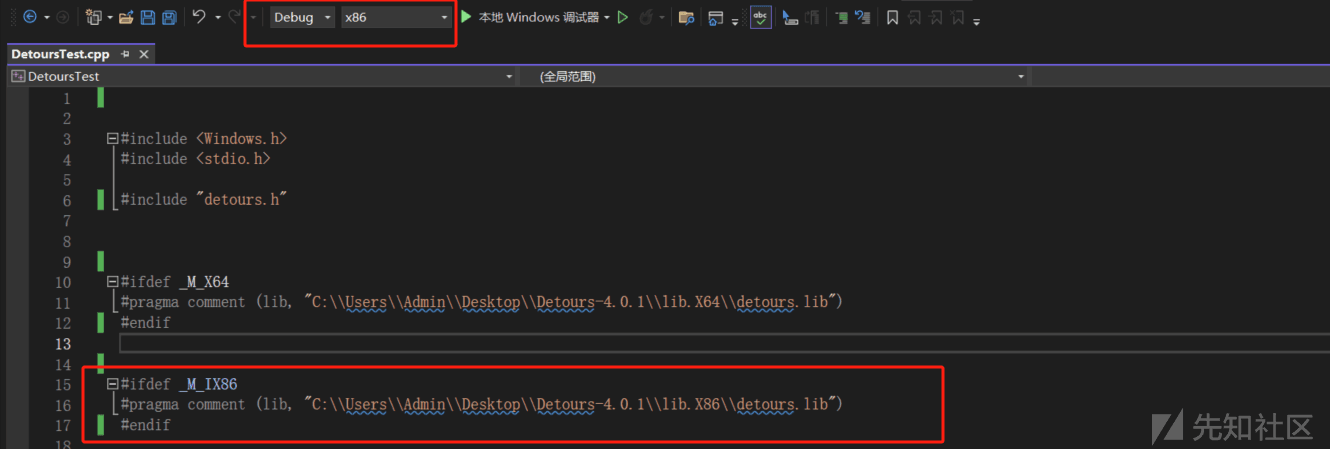 Debug x86 本地 Windows 调试器
abc
DetoursTest.cpp
DetoursTest (全局范围)
1
2
3 #include <Windows.h>
4 #include <stdio.h>
5
6 #include "detours.h"
7
8
9
10 #ifdef _M_X64
11 #pragma comment (lib, "C:\\Users\\Admin\\Desktop\\Detours-4.0.1\\lib.X64\\detours.lib")
12 #endif
13
14
15 #ifdef _M_IX86
16 #pragma comment (lib, "C:\\Users\\Admin\\Desktop\\Detours-4.0.1\\lib.X86\\detours.lib")
17 #endif
18
先知社区